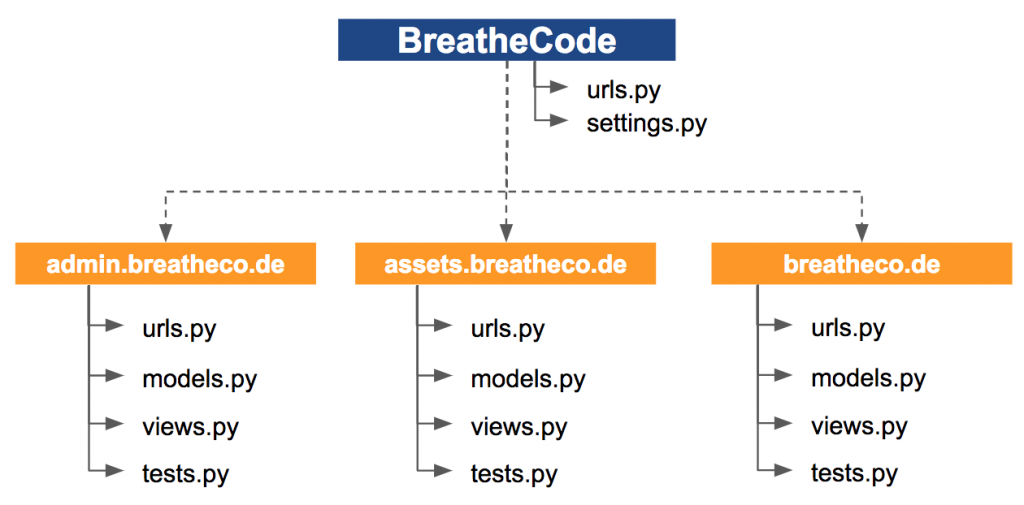 BreatheCode
urls.py
settings.py
admin.breatheco.de
urls.py
models.py
views.py
tests.py
assets.breatheco.de
urls.py
models.py
views.py
tests.py
breatheco.de
urls.py
models.py
views.py
tests.py